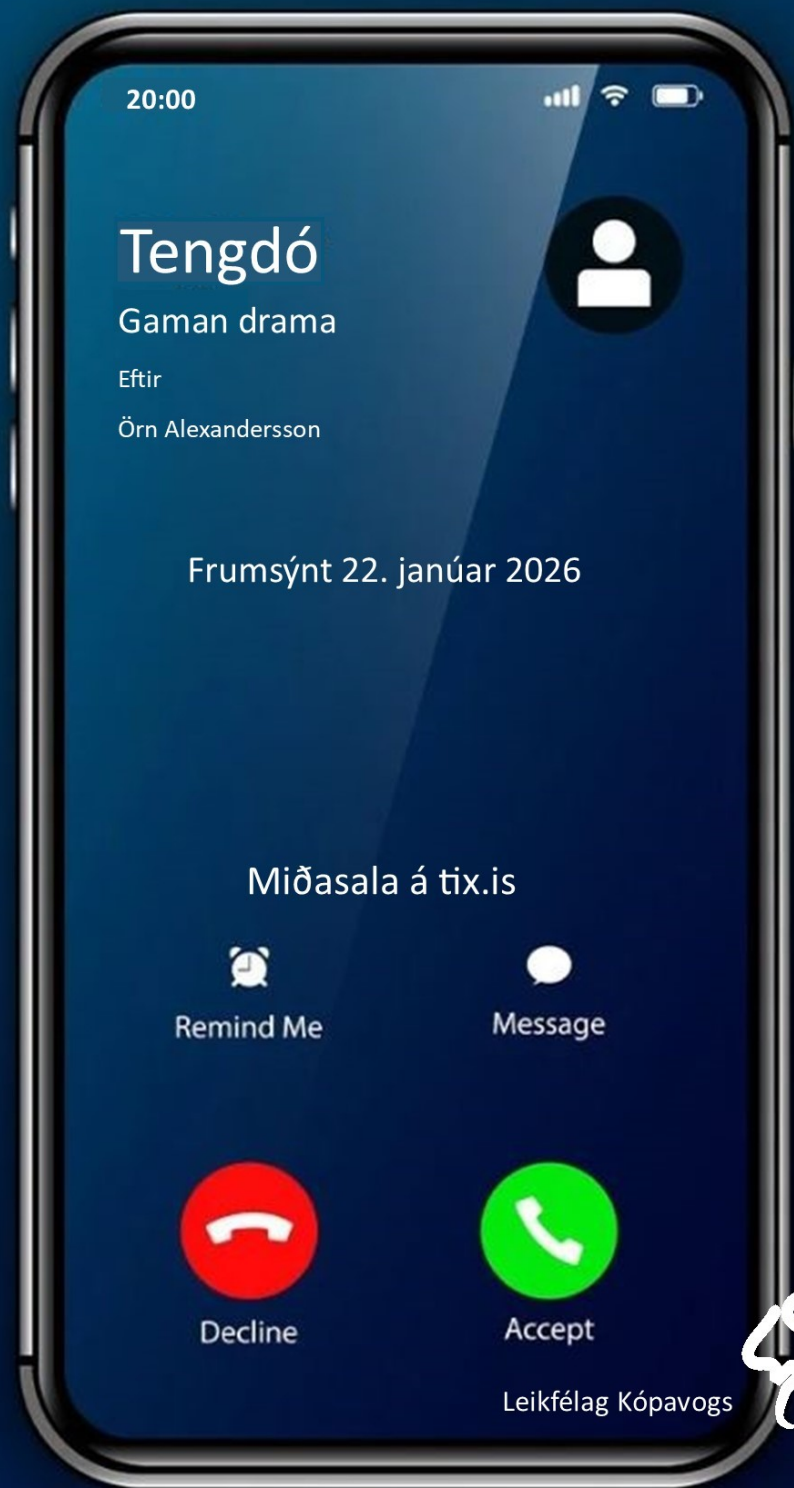 20:00
Tengdó
Gaman drama
Eftir
Örn Alexandersson
Frumsýnt 22. janúar 2026
Miðasala á tix.is
Remind Me
Message
Decline
Accept
Leikfélag Kópavogs